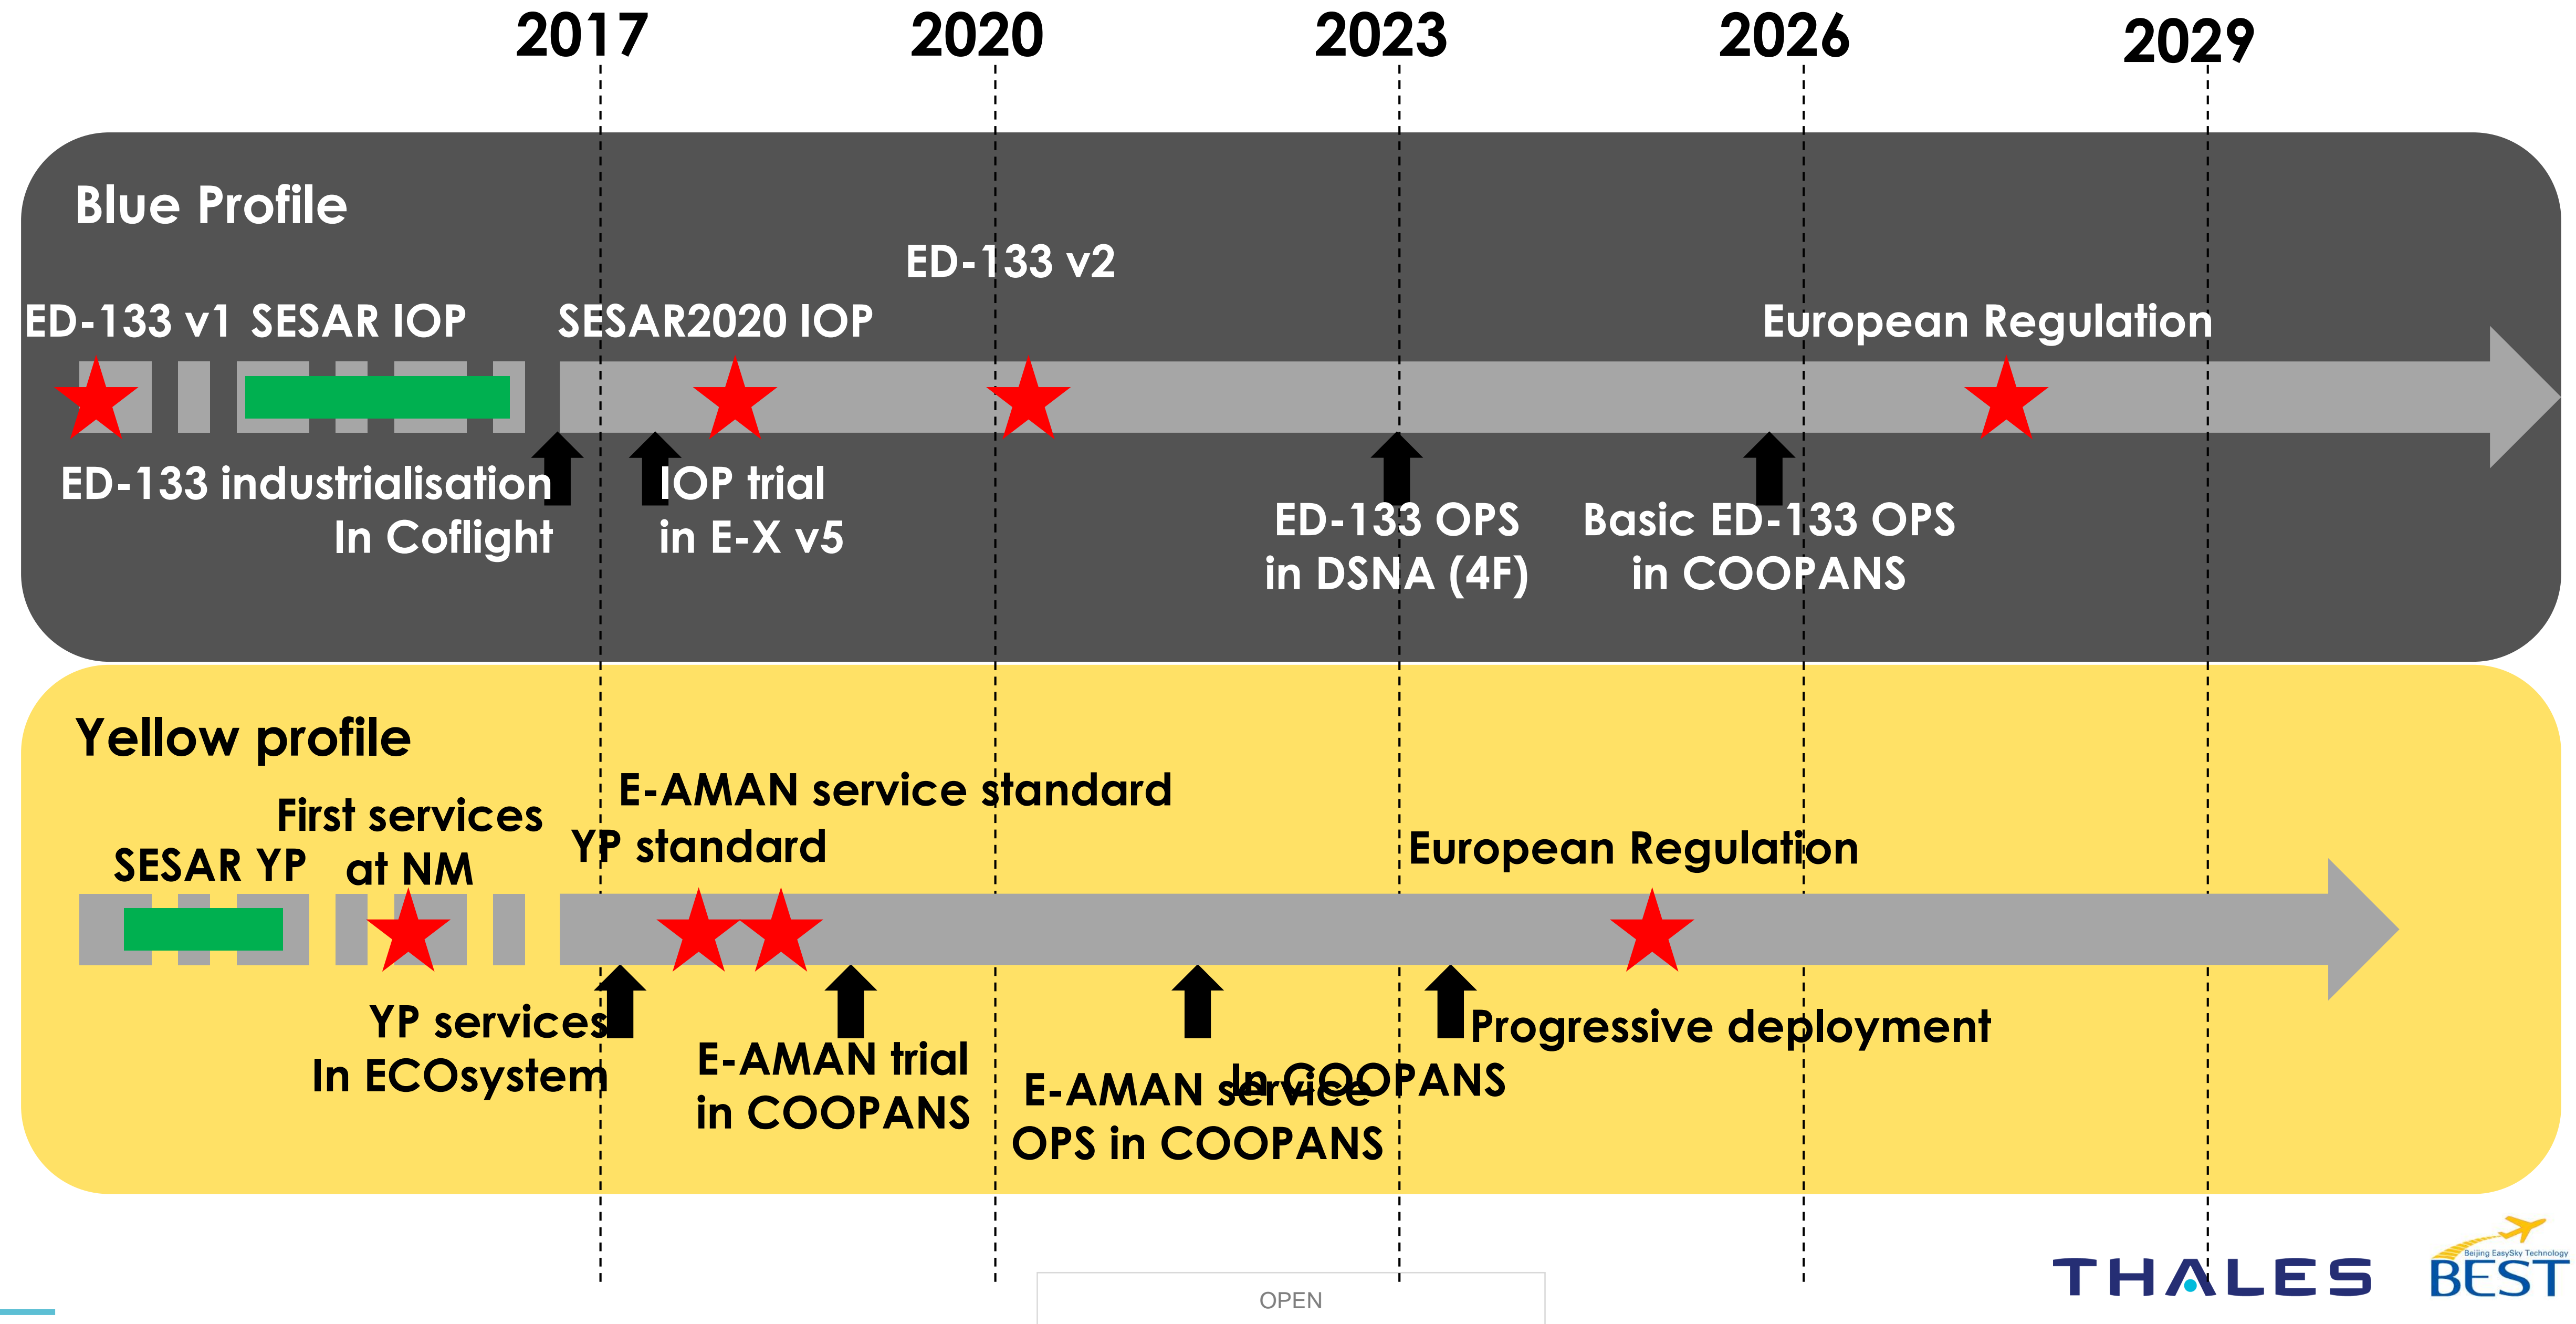 2017 2020 2023 2026 2029
Blue Profile
ED-133 v2
ED-133 v1 SESAR IOP SESAR2020 IOP European Regulation
ED-133 industrialisation
In Coflight
IOP trial
in E-X v5
ED-133 OPS
in DSNA (4F)
Basic ED-133 OPS
in COOPANS
Yellow profile
E-AMAN service standard
First services
at NM
SESAR YP
YP standard
European Regulation
YP services
In ECOsystem
E-AMAN trial
in COOPANS
E-AMAN service
OPS in COOPANS
Progressive deployment
In COOPANS
OPEN
THALES
Beijing EasySky Technology
BEST